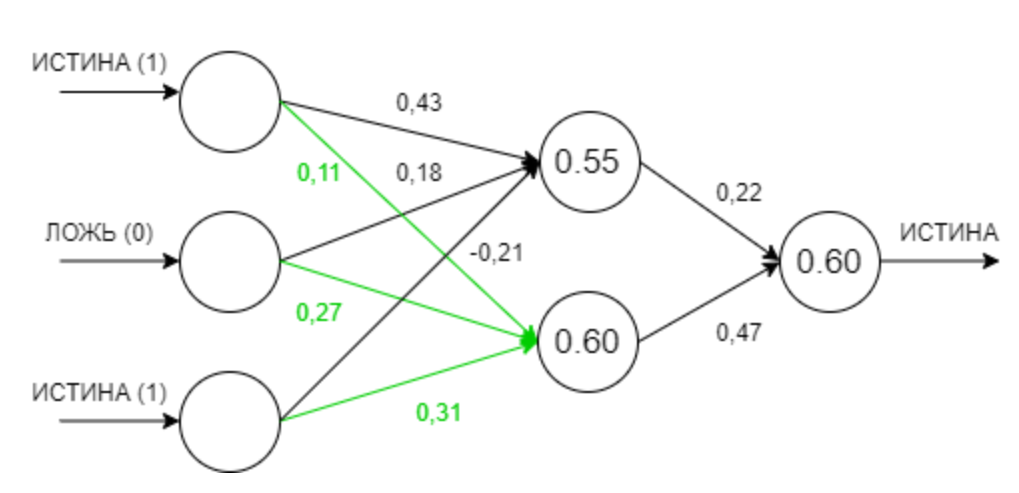 ИСТИНА (1)
0,43
0,11
0,18
0.55
0,22
ЛОЖЬ (0)
-0,21
0.60
ИСТИНА
0,27
0.60
0,47
ИСТИНА (1)
0,31